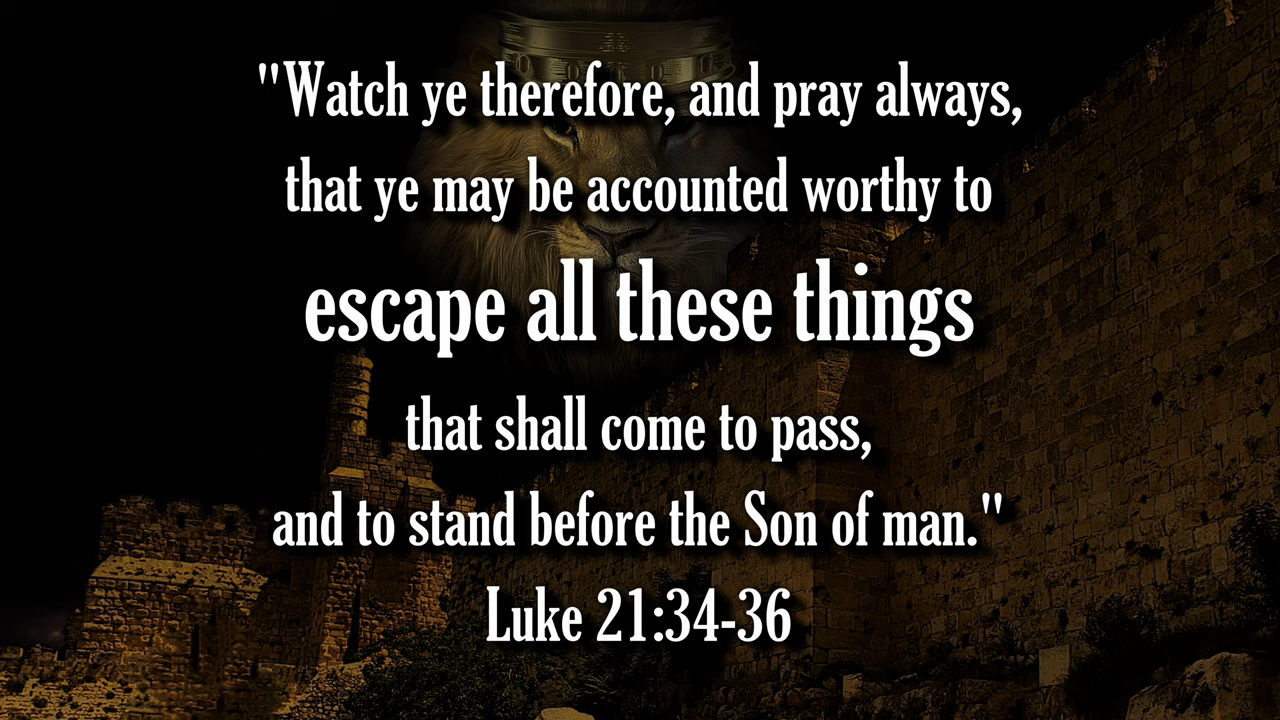 "Watch ye therefore, and pray always,
that ye may be accounted worthy to
escape all these things
that shall come to pass,
and to stand before the Son of man."
Luke 21:34-36